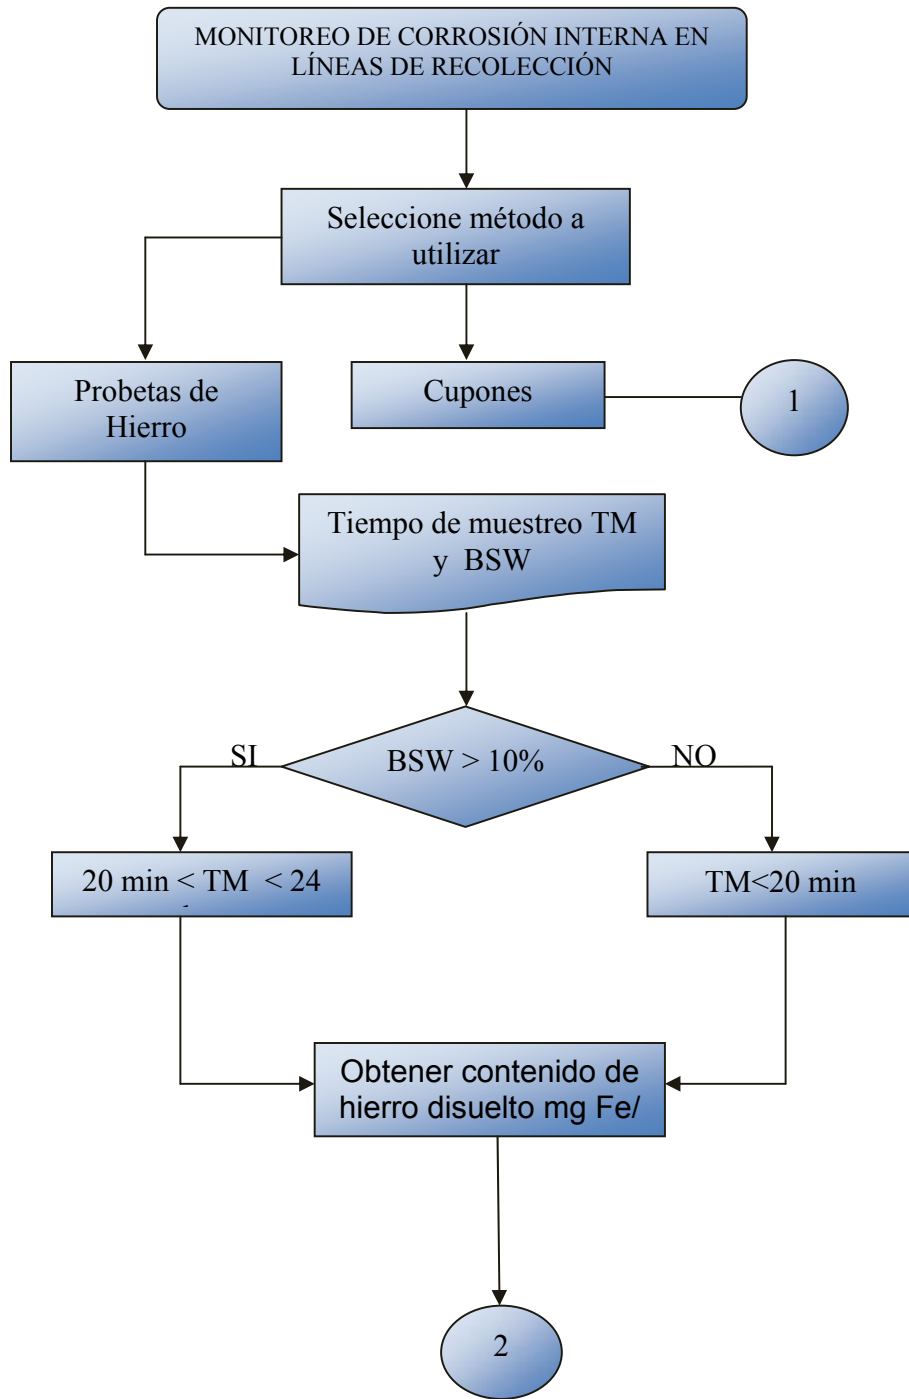 MONITOREO DE CORROSIÓN INTERNA EN
LÍNEAS DE RECOLECCIÓN
Seleccione método a
utilizar
Probetas de
Hierro
Cupones
1
Tiempo de muestreo TM
y BSW
SI
BSW > 10%
NO
20 min < TM < 24
TM<20 min
Obtener contenido de
hierro disuelto mg Fe/
2